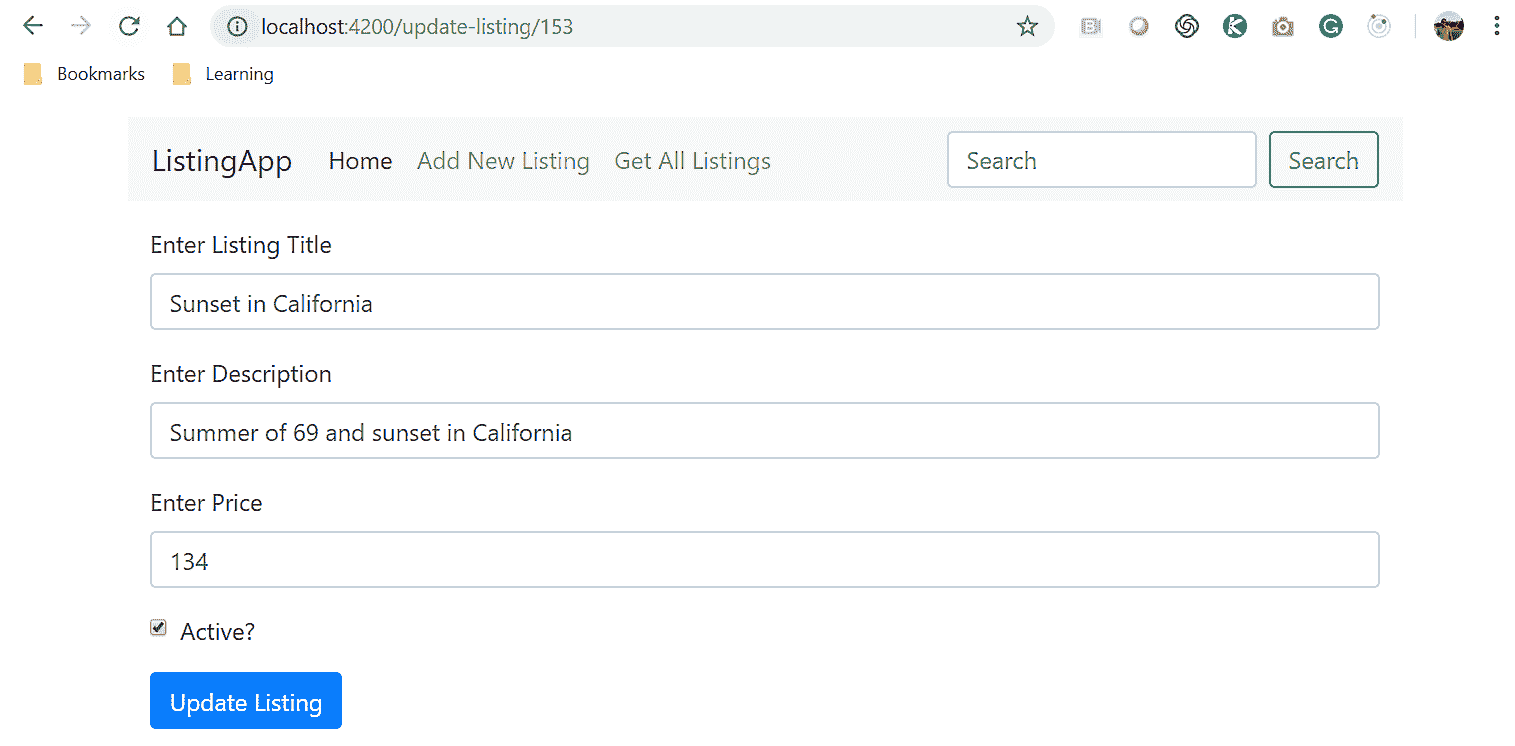 localhost:4200/update-listing/153
Bookmarks Learning
ListingApp Home Add New Listing Get All Listings Search Search
Enter Listing Title
Sunset in California
Enter Description
Summer of 69 and sunset in California
Enter Price
134
Active?
Update Listing